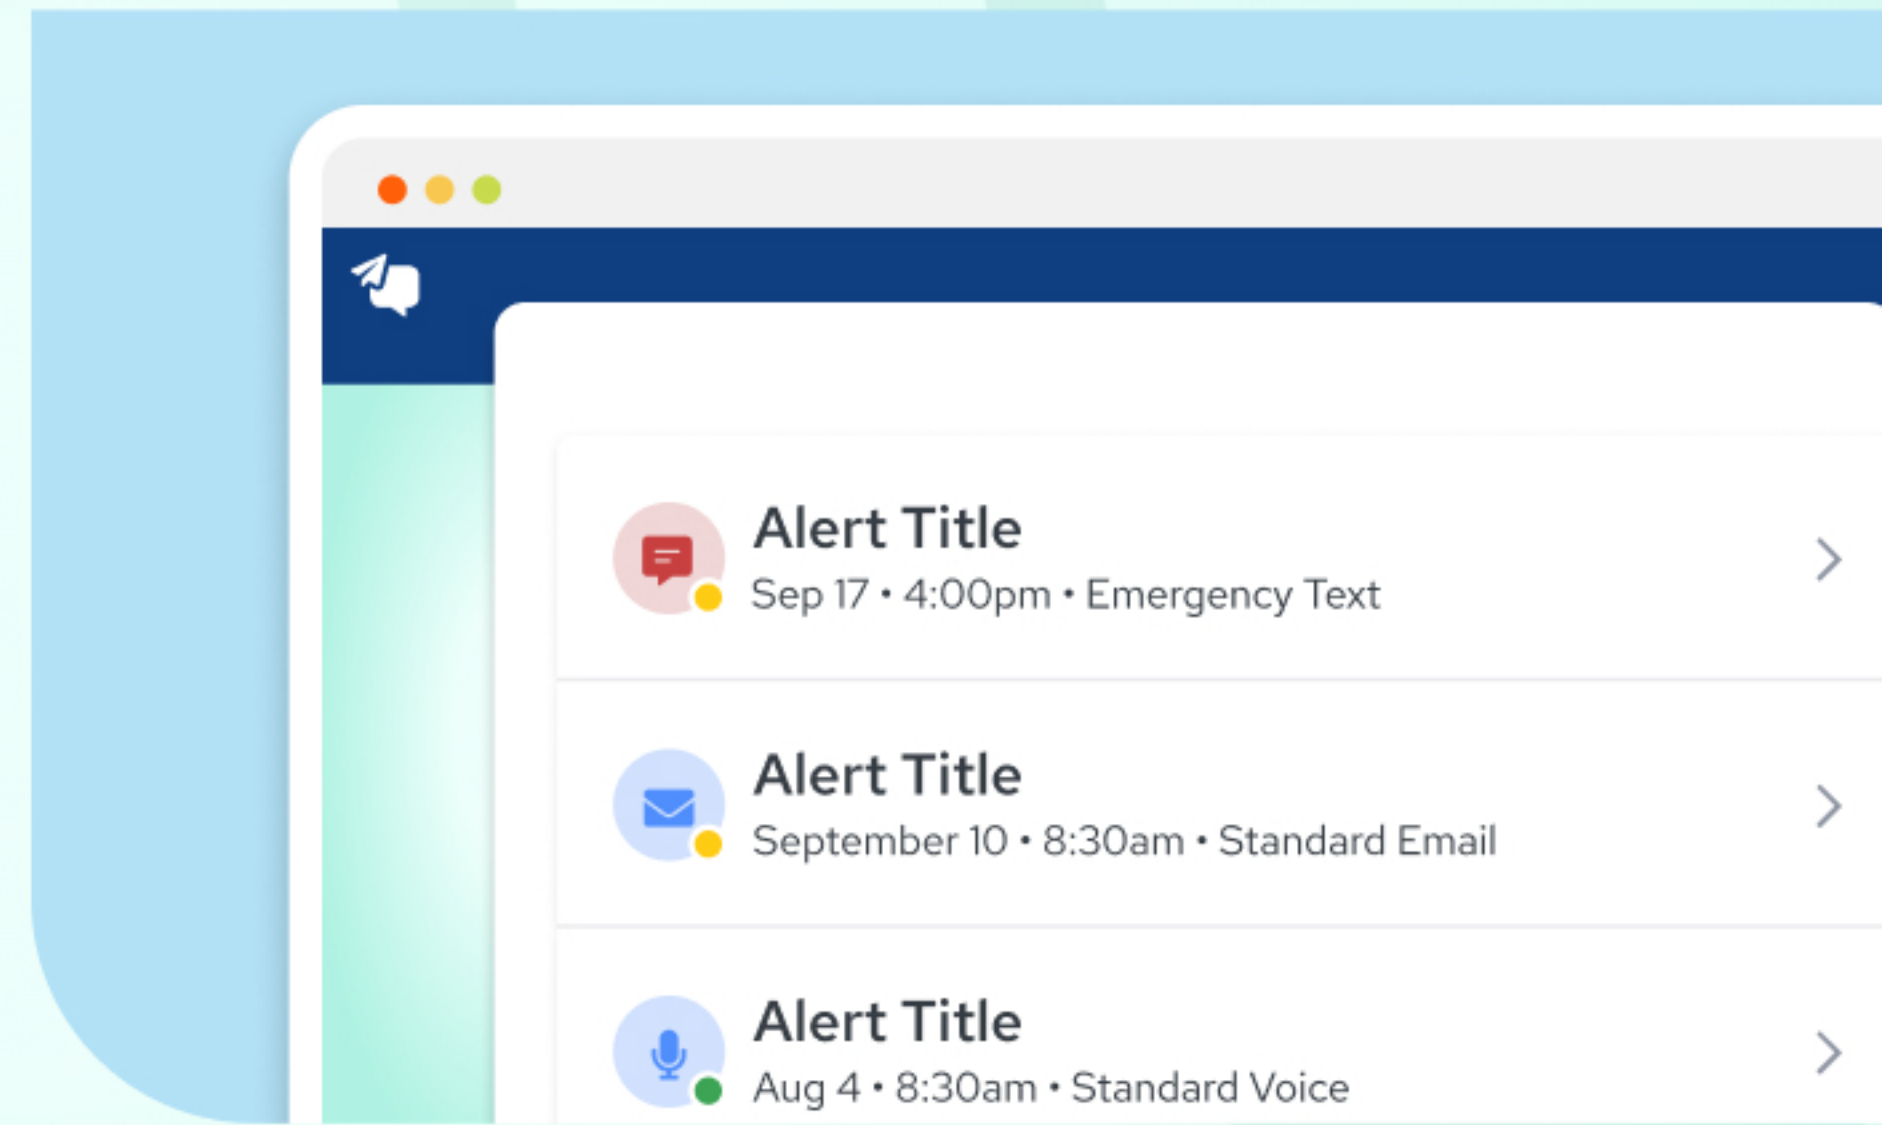 Alert Title
Sep 17 • 4:00pm • Emergency Text
Alert Title
September 10 • 8:30am • Standard Email
Alert Title
Aug 4 • 8:30am • Standard Voice